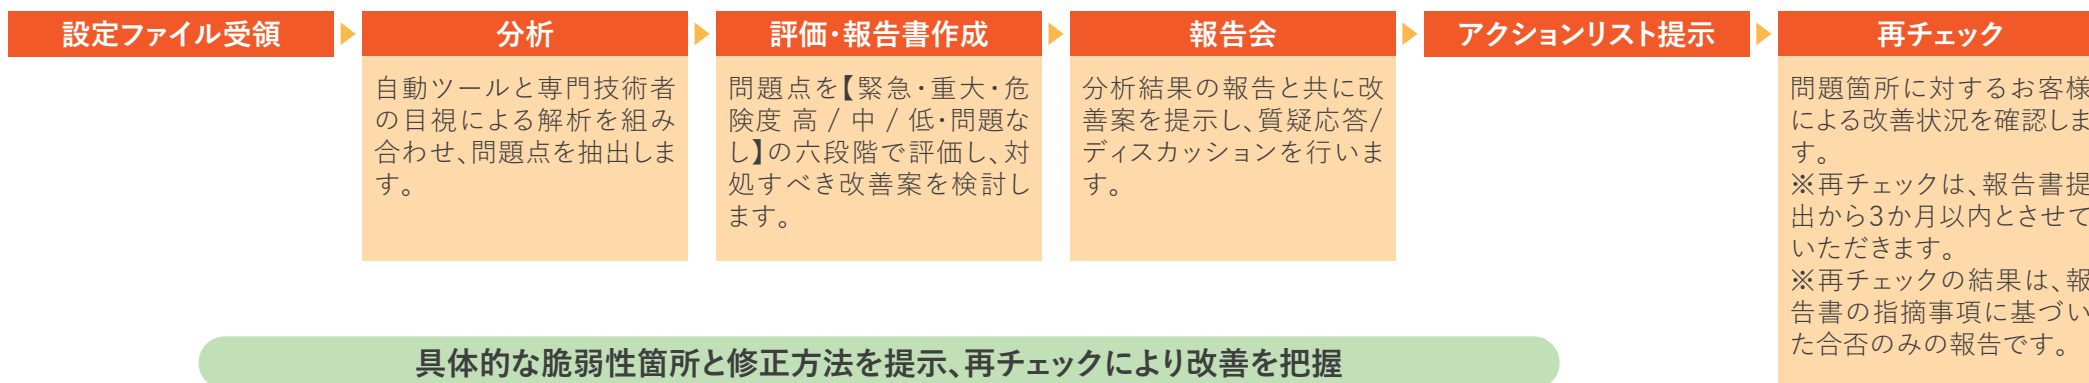 設定ファイル受領
分析
自動ツールと専門技術者
の目視による解析を組み
合わせ、問題点を抽出しま
す。
評価・報告書作成
問題点を【緊急・重大・危
険度 高 / 中 / 低・問題な
し】の六段階で評価し、対
処すべき改善案を検討し
ます。
報告会
分析結果の報告と共に改
善案を提示し、質疑応答/
ディスカッションを行いま
す。
アクションリスト提示
再チェック
問題箇所に対するお客様
による改善状況を確認しま
す。
※再チェックは、報告書提
出から3か月以内とさせて
いただきます。
※再チェックの結果は、報
告書の指摘事項に基づい
た合否のみの報告です。
具体的な脆弱性箇所と修正方法を提示、再チェックにより改善を把握